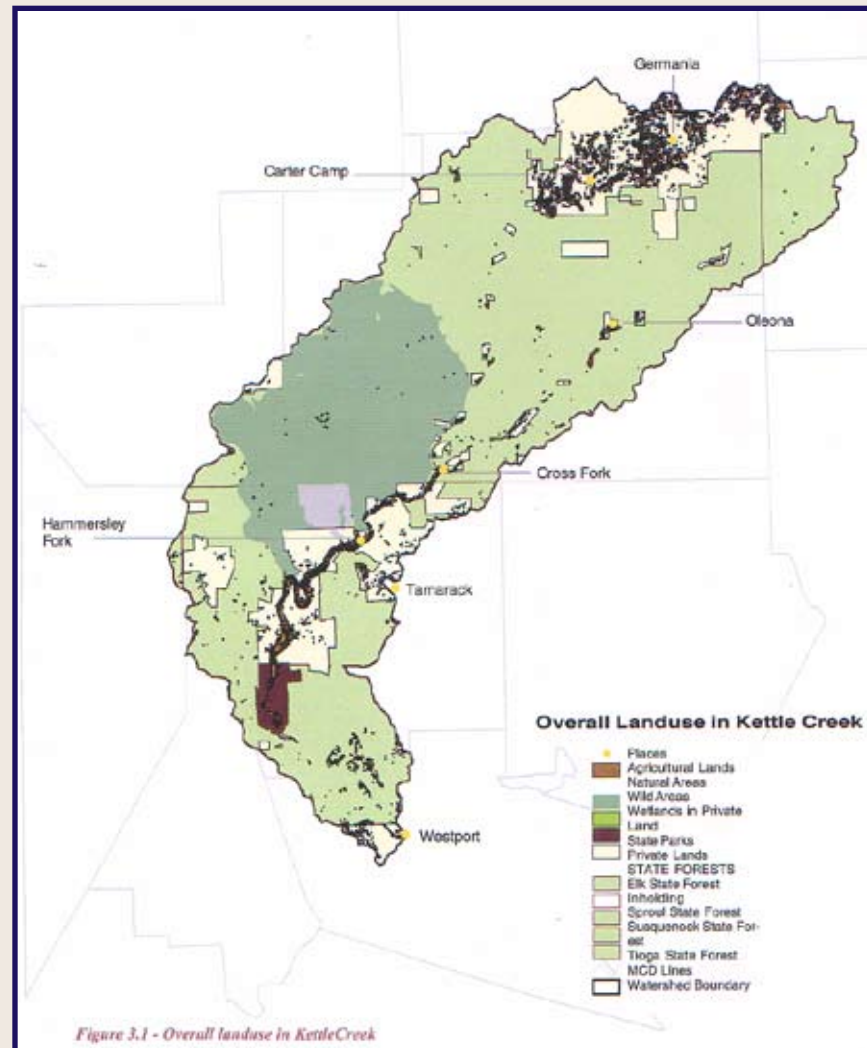 Germania
Carter Camp
Oleona
Cross Fork
Hammersley
Fork
Tamarack
Westport
Overall Landuse in Kettle Creek
Places
Agricultural Lands
Natural Areas
Wild Areas
Wetlands in Private
Land
State Parks
Private Lands
STATE FORESTS
Elk State Forest
Inholding
Sproul State Forest
Susquenock State For-
est
Tioga State Forest
MCD Lines
Watershed Boundary
Figure 3.1 - Overall landuse in KettleCreek